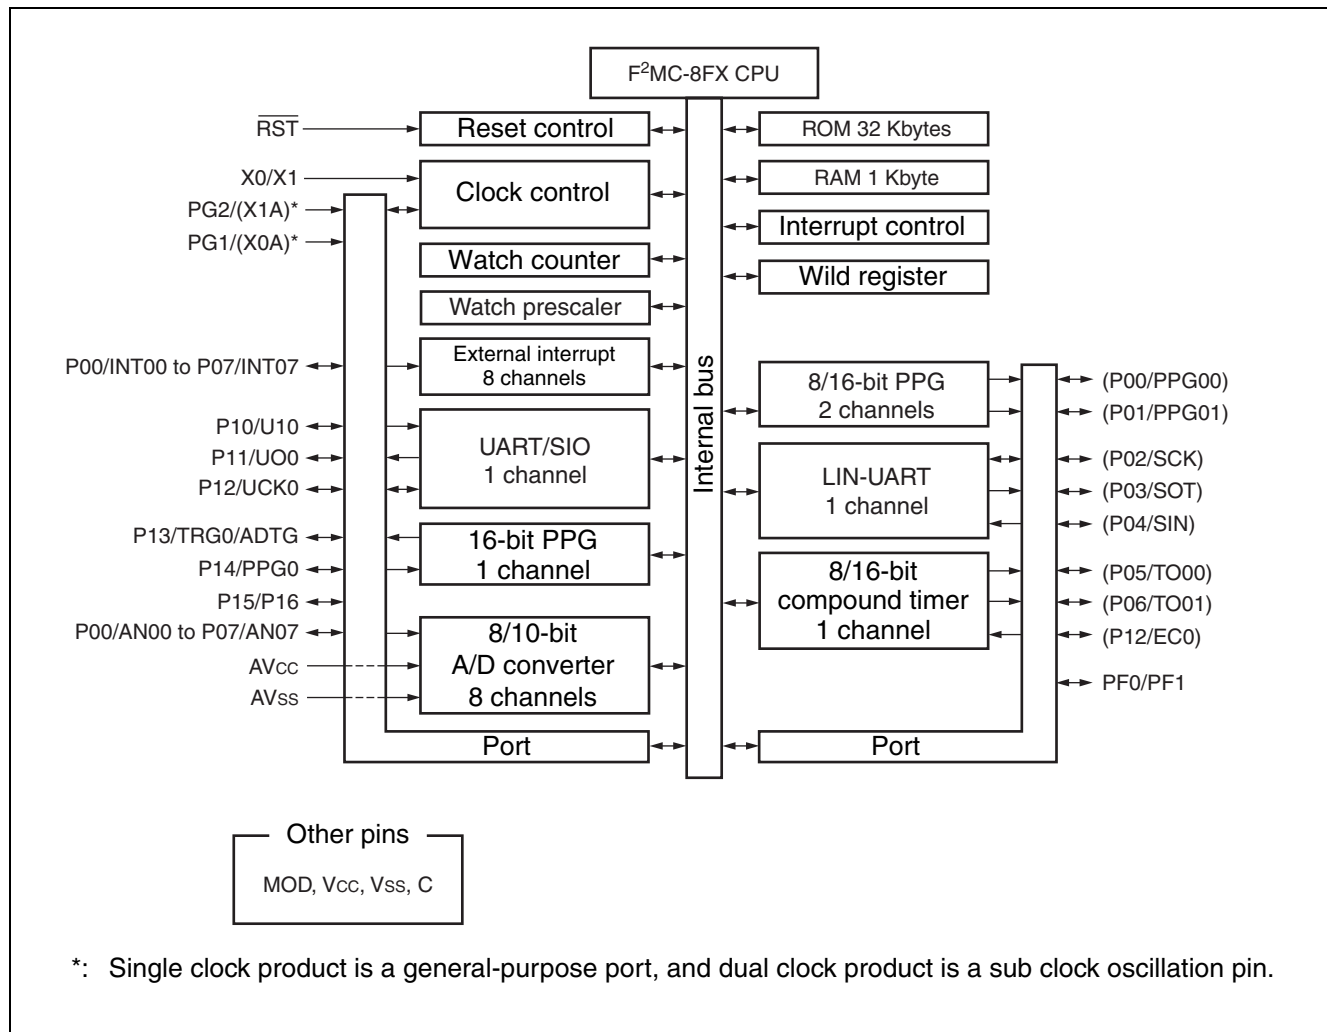 F²MC-8FX CPU
RST
Reset control
ROM 32 Kbytes
X0/X1
Clock control
RAM 1 Kbyte
PG2/(X1A)*
PG1/(X0A)*
Interrupt control
Watch counter
Wild register
Watch prescaler
Internal bus
P00/INT00 to P07/INT07
External interrupt
8 channels
8/16-bit PPG
2 channels
(P00/PPG00)
(P01/PPG01)
P10/U10
P11/UO0
P12/UCK0
UART/SIO
1 channel
LIN-UART
1 channel
(P02/SCK)
(P03/SOT)
(P04/SIN)
P13/TRG0/ADTG
P14/PPG0
16-bit PPG
1 channel
8/16-bit
compound timer
1 channel
(P05/TO00)
(P06/TO01)
(P12/EC0)
P15/P16
P00/AN00 to P07/AN07
AVcc
AVss
8/10-bit
A/D converter
8 channels
PF0/PF1
Port
Port
Other pins
MOD, Vcc, Vss, C
*: Single clock product is a general-purpose port, and dual clock product is a sub clock oscillation pin.